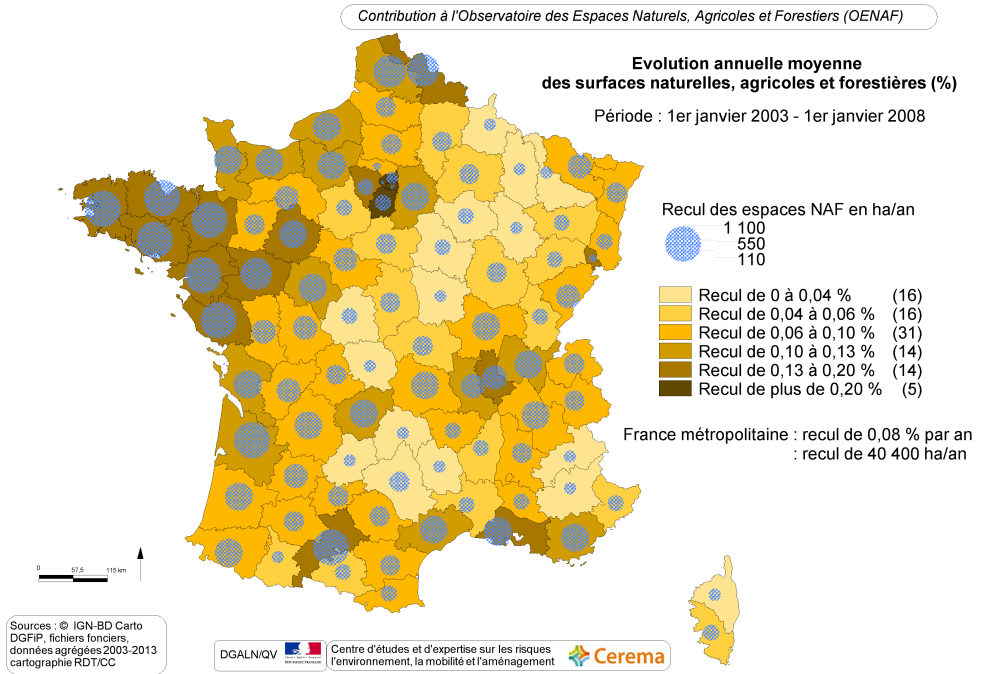 Contribution à l'Observatoire des Espaces Naturels, Agricoles et Forestiers (OENAF)
Evolution annuelle moyenne
des surfaces naturelles, agricoles et forestières (%)
Période : 1er janvier 2003 - 1er janvier 2008
Recul des espaces NAF en ha/an
1 100
550
110
Recul de 0 à 0,04 % (16)
Recul de 0,04 à 0,06 % (16)
Recul de 0,06 à 0,10 % (31)
Recul de 0,10 à 0,13 % (14)
Recul de 0,13 à 0,20 % (14)
Recul de plus de 0,20 % (5)
France métropolitaine : recul de 0,08 % par an
: recul de 40 400 ha/an
0 57,5 115 km
Sources : © IGN-BD Carto
DGFiP, fichiers fonciers,
données agrégées 2003-2013
cartographie RDT/CC
DGALN/QV
Centre d'études et d'expertise sur les risques
l'environnement, la mobilité et l'aménagement
Cerema